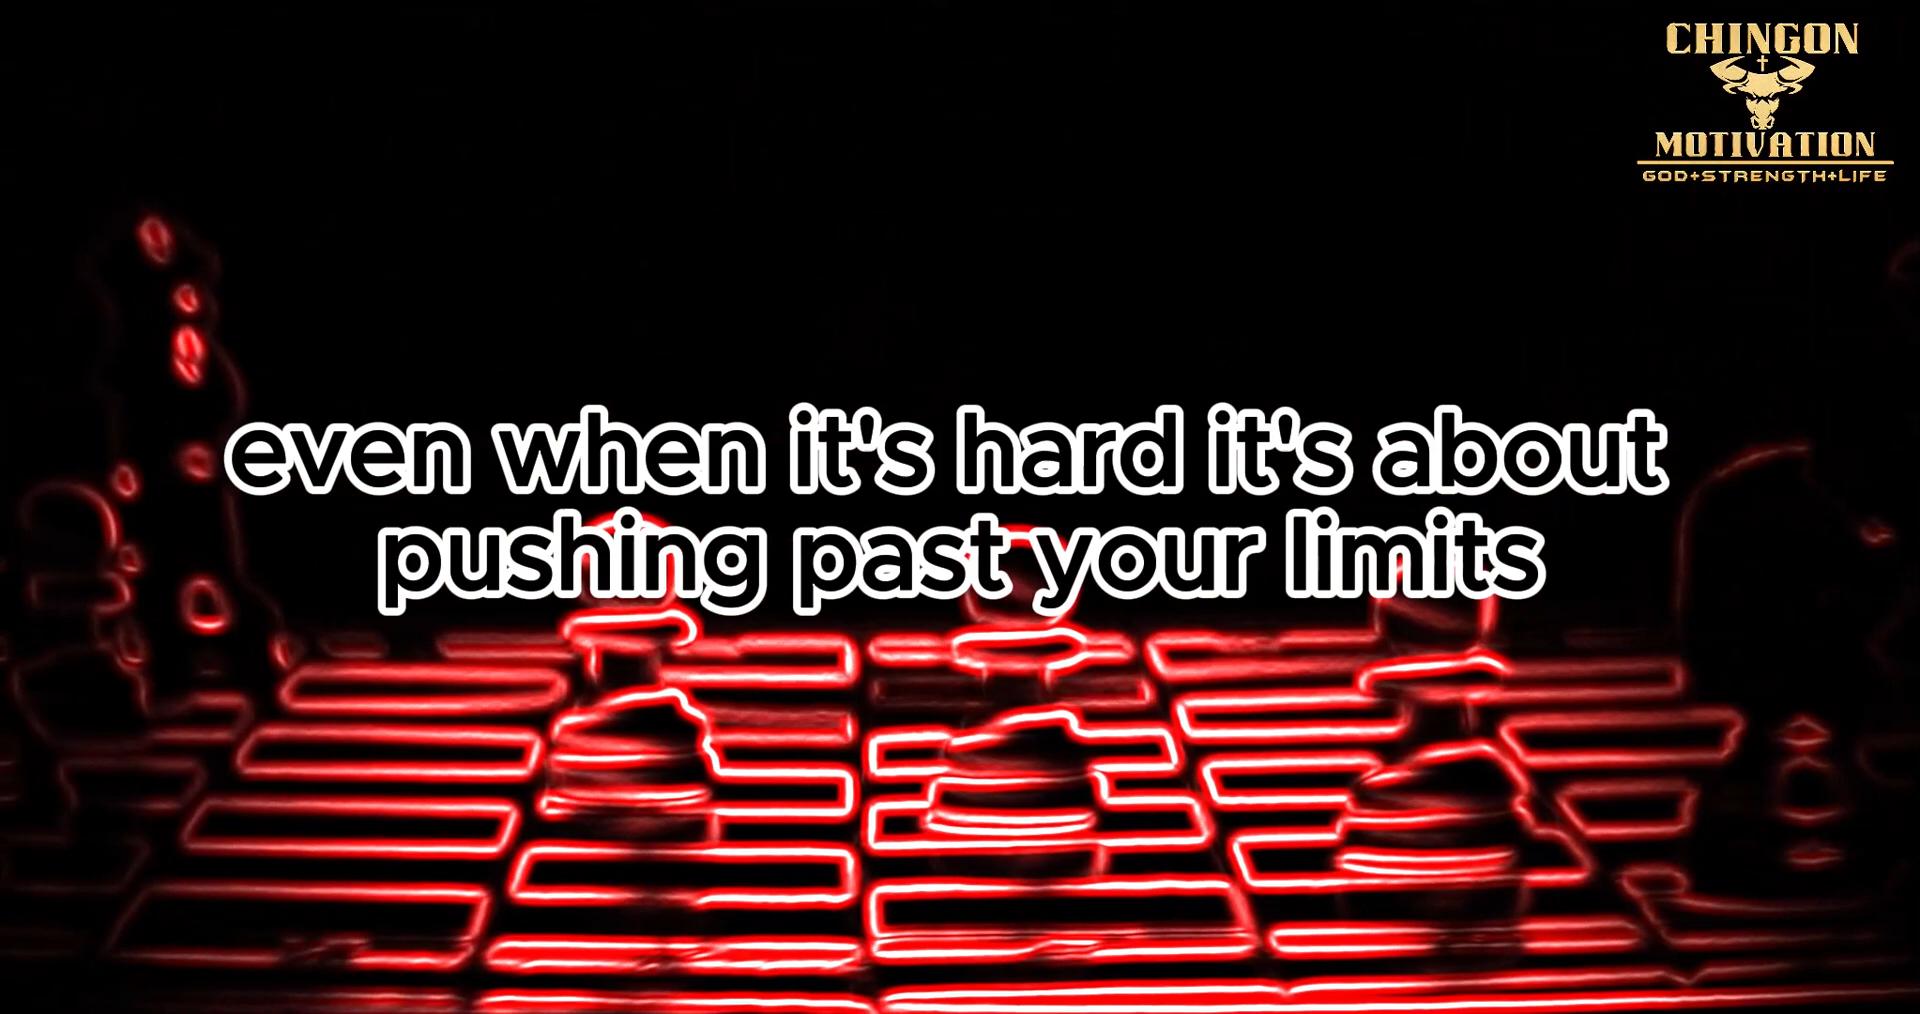 CHINGON
MOTIVATION
GOD+STRENGTH+LIFE
even when it's hard it's about
pushing past your limits